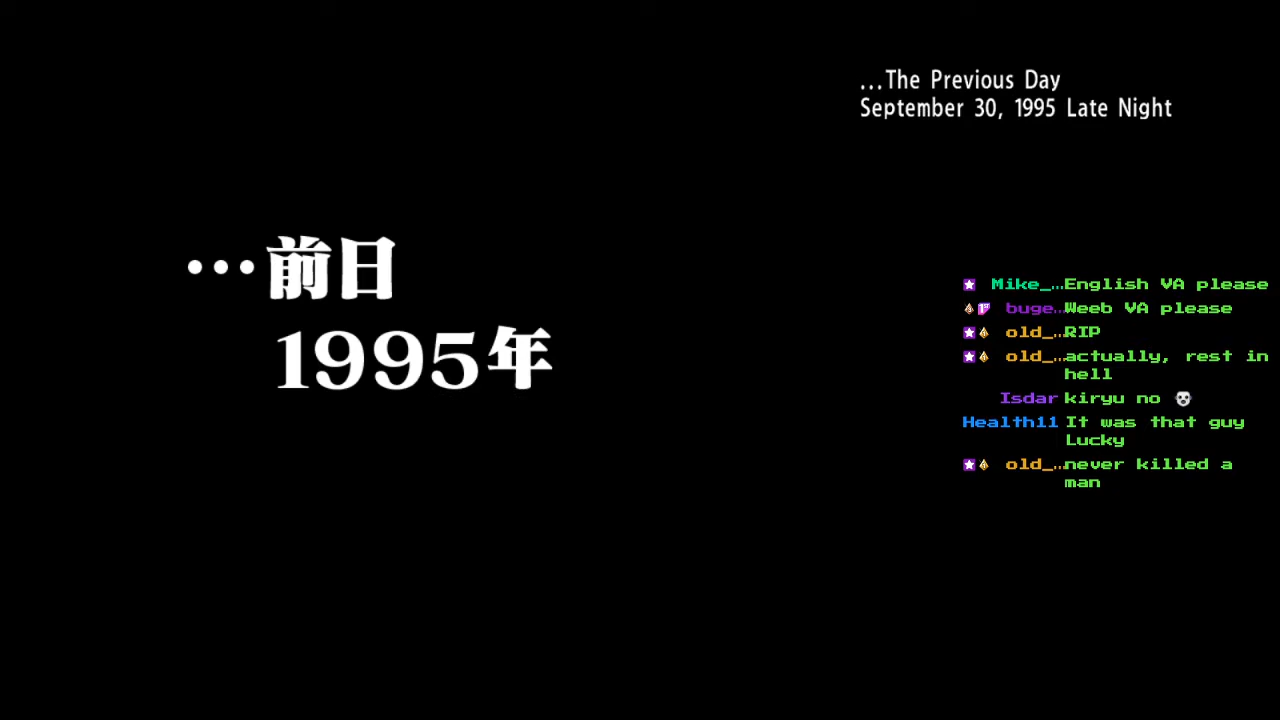 ...The Previous Day
September 30, 1995 Late Night
…前日
1995年
Mike_... English VA please
buge... Weeb VA please
old_... RIP
old_... actually, rest in
hell
Isdar kiryu no
Health11 It was that guy
Lucky
old_... never killed a
man